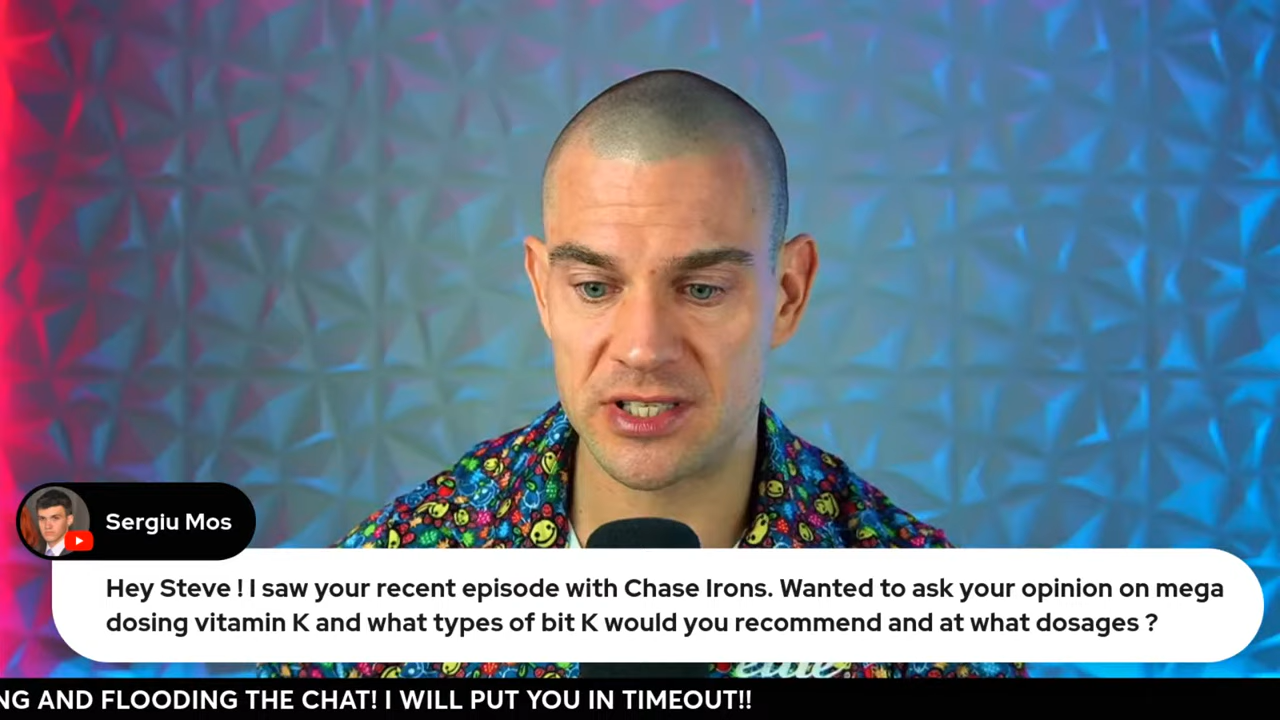 Sergiu Mos
Hey Steve ! I saw your recent episode with Chase Irons. Wanted to ask your opinion on mega
dosing vitamin K and what types of bit K would you recommend and at what dosages ?
elite
NG AND FLOODING THE CHAT! I WILL PUT YOU IN TIMEOUT!!